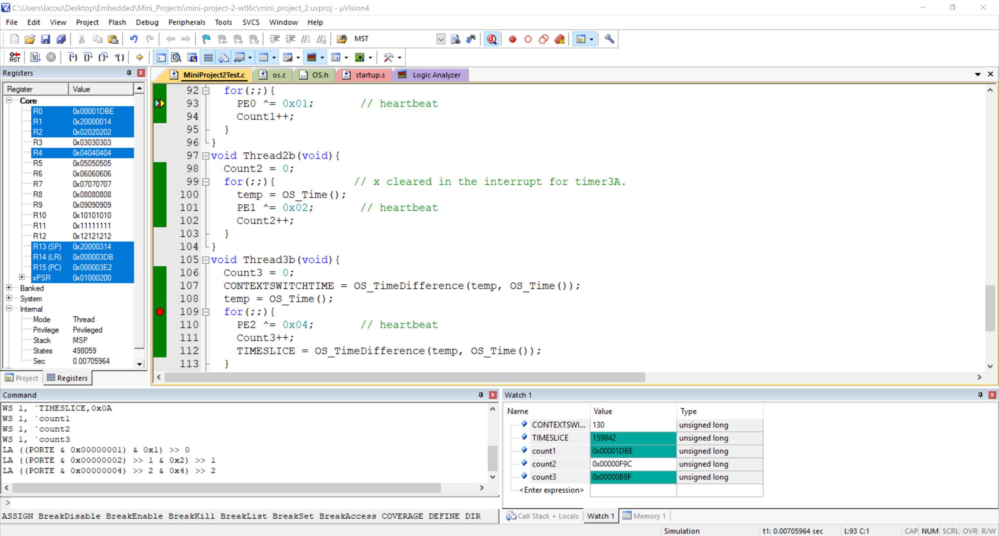 C:\Users\lacou\Desktop\Embedded\Mini_Projects\mini-project-2-wtl6c\mini_project_2.uvproj - µVision4
File Edit View Project Flash Debug Peripherals Tools SVCS Window Help
MST
RST
Registers
MiniProject2Test.c os.c OS.h startup.s Logic Analyzer
Register Value
Core
R0 0x00001DBE
R1 0x20000014
R2 0x02020202
R3 0x03030303
R4 0x04040404
R5 0x05050505
R6 0x06060606
R7 0x07070707
R8 0x08080808
R9 0x09090909
R10 0x10101010
R11 0x11111111
R12 0x12121212
R13 (SP) 0x20000314
R14 (LR) 0x000003DB
R15 (PC) 0x000003E2
xPSR 0x01000200
Banked
System
Internal
Mode Thread
Privilege Privileged
Stack MSP
States 498059
Sec 0.00705964
Project Registers
92 for(;;){
93 PE0 ^= 0x01; // heartbeat
94 Count1++;
95 }
96 }
97 void Thread2b(void){
98 Count2 = 0;
99 for(;;){ // x cleared in the interrupt for timer3A.
100 temp = OS_Time();
101 PE1 ^= 0x02; // heartbeat
102 Count2++;
103 }
104 }
105 void Thread3b(void){
106 Count3 = 0;
107 CONTEXTSWITCHTIME = OS_TimeDifference(temp, OS_Time());
108 temp = OS_Time();
109 for(;;){
110 PE2 ^= 0x04; // heartbeat
111 Count3++;
112 TIMESLICE = OS_TimeDifference(temp, OS_Time());
113 }
Command
WS 1, `TIMESLICE,0x0A
WS 1, `count1
WS 1, `count2
WS 1, `count3
LA ((PORTE & 0x00000001) & 0x1) >> 0
LA ((PORTE & 0x00000002) >> 1 & 0x2) >> 1
LA ((PORTE & 0x00000004) >> 2 & 0x4) >> 2
>
ASSIGN BreakDisable BreakEnable BreakKill BreakList BreakSet BreakAccess COVERAGE DEFINE DIR
Watch 1
Name Value Type
CONTEXTSWI... 130 unsigned long
TIMESLICE 159842 unsigned long
count1 0x00001DBE unsigned long
count2 0x00000F9C unsigned long
count3 0x00000B8F unsigned long
<Enter expression>
Call Stack + Locals Watch 1 Memory 1
Simulation t1: 0.00705964 sec L:93 C:1 CAP NUM SCRL OVR R/W